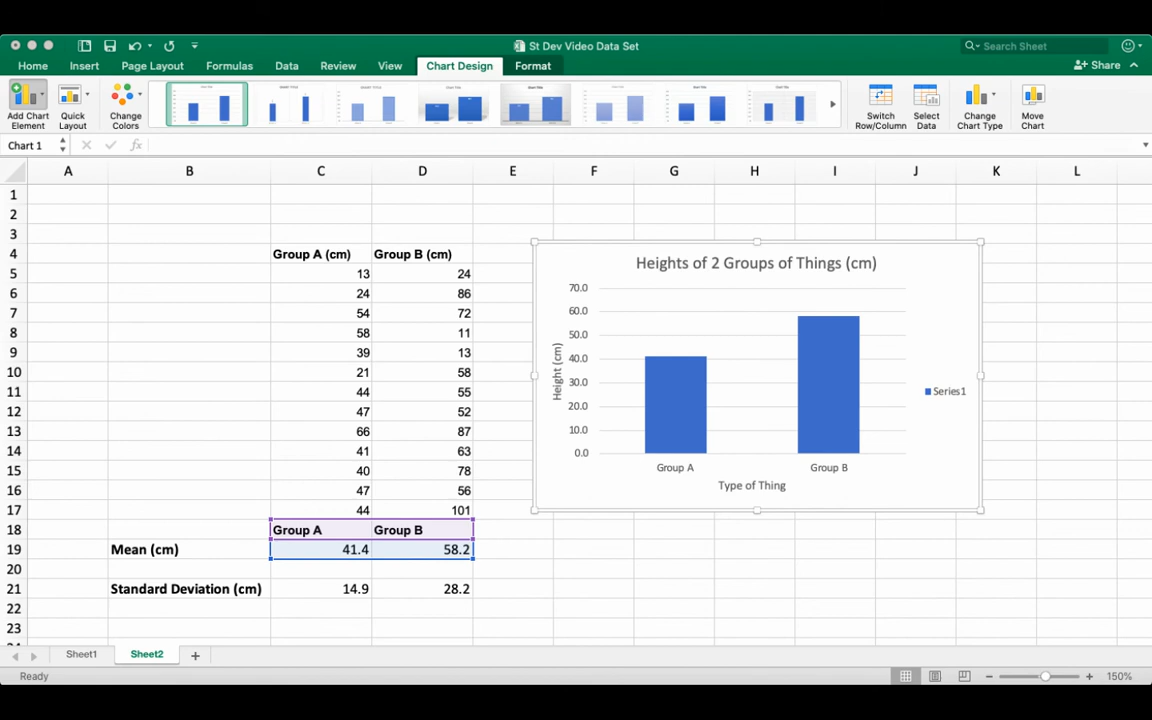 St Dev Video Data Set
Search Sheet
Home Insert Page Layout Formulas Data Review View Chart Design Format
Share
Add Chart Element
Quick Layout
Change Colors
Switch Row/Column
Select Data
Change Chart Type
Move Chart
Chart 1
fx
A B C D E F G H I J K L
1
2
3
4 Group A (cm) Group B (cm)
5 13 24
6 24 86
7 54 72
8 58 11
9 39 13
10 21 58
11 44 55
12 47 52
13 66 87
14 41 63
15 40 78
16 47 56
17 44 101
18 Group A Group B
19 Mean (cm) 41.4 58.2
20
21 Standard Deviation (cm) 14.9 28.2
22
23
Heights of 2 Groups of Things (cm)
70.0
60.0
50.0
40.0
30.0
20.0
10.0
0.0
Height (cm)
Group A Group B
Type of Thing
Series1
Sheet1 Sheet2
Ready
150%